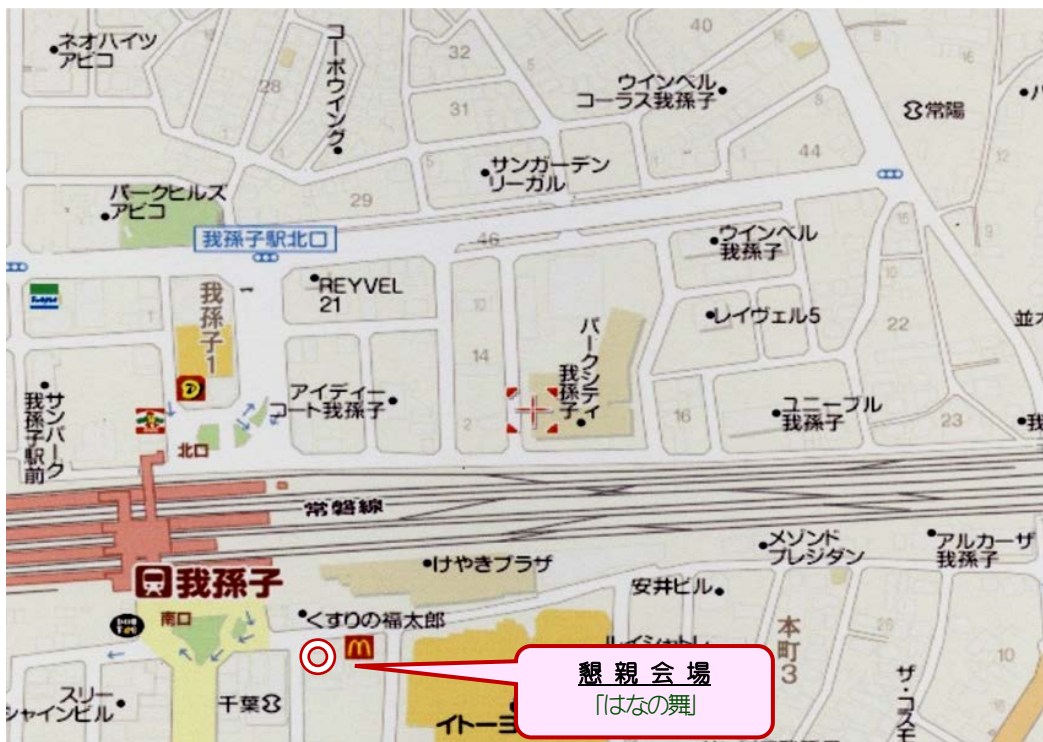 ネオハイツ
アビコ
コーポウイング
28
32
31
40
ウインベル
コーラス我孫子
常陽
12
サンガーデン
リーガル
44
パークヒルズ
アビコ
29
我孫子駅北口
46
ウインベル
我孫子
REYVEL
21
我孫子1
10
15
9
レイヴェル5
22
14
パークシティ
我孫子
サンパーク
我孫子駅前
アイディー
コート我孫子
2
16
ユニーブル
我孫子
23
北口
常磐線
我孫子
けやきプラザ
メゾンド
プレジダン
アルカーザ
我孫子
安井ビル
南口
くすりの福太郎
本町3
10
懇親会場
「はなの舞」
スリー
シャインビル
千葉
イトーヨ
ザ・コスモ